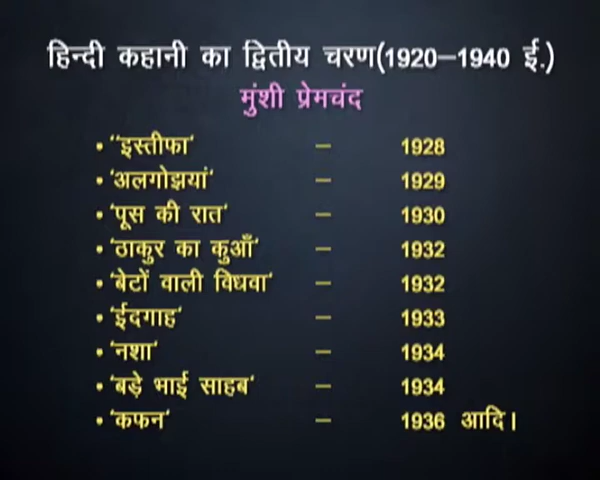 हिन्दी कहानी का द्वितीय चरण(1920–1940 ई.)
मुंशी प्रेमचंद
• ‘‘इस्तीफा‘ – 1928
• ‘अलगोझयां‘ – 1929
• ‘पूस की रात‘ – 1930
• ‘ठाकुर का कुआँ‘ – 1932
• ‘बेटों वाली विधवा‘ – 1932
• ‘ईदगाह‘ – 1933
• ‘नशा‘ – 1934
• ‘बड़े भाई साहब‘ – 1934
• ‘कफन‘ – 1936 आदि।